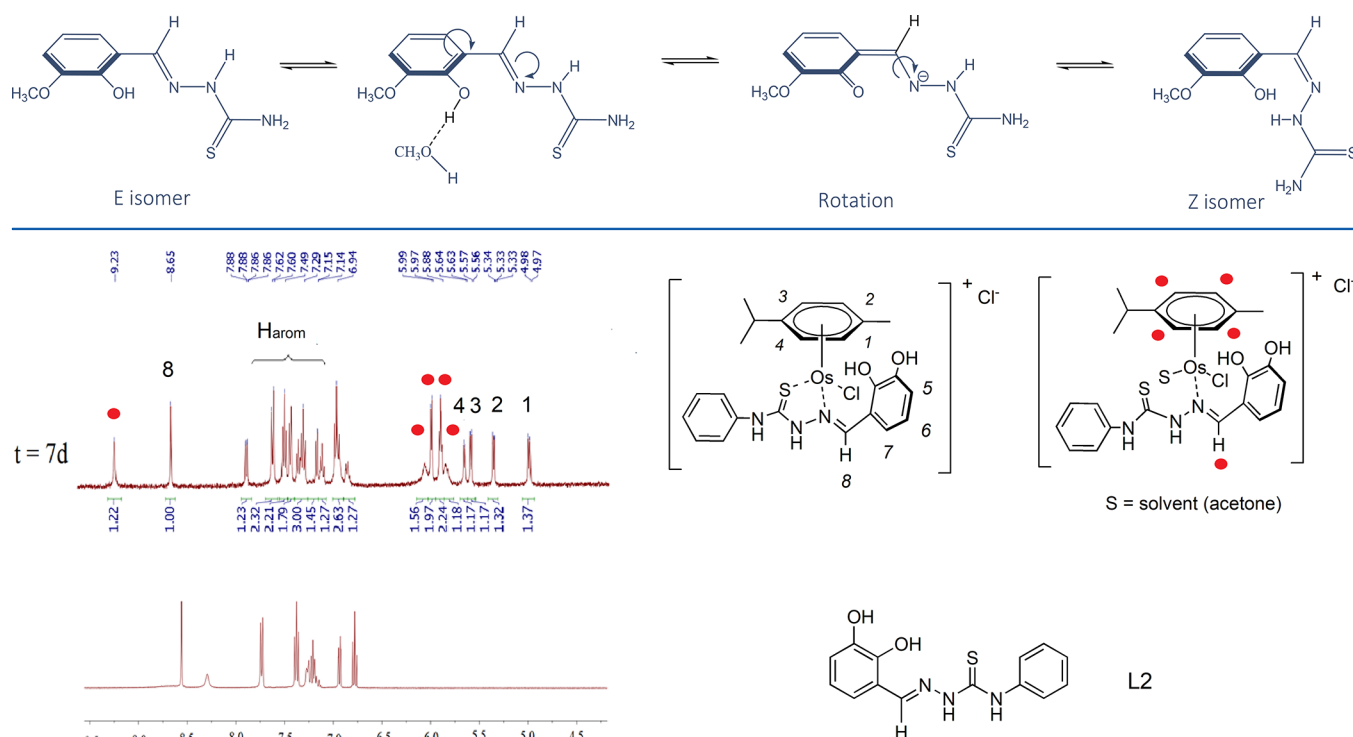 H
H
N
N
H₃CO
OH
NH₂
S
E isomer
H
H
N
N
H₃CO
O
H
NH₂
S
CH₃O
H
H
H
N⊖
N
H₃CO
O
NH₂
S
Rotation
H
N
H₃CO
OH
H-N
S
H₂N
Z isomer
9.23 8.65 7.88 7.88 7.86 7.86 7.62 7.60 7.49 7.29 7.15 7.14 6.94 5.99 5.97 5.88 5.64 5.63 5.57 5.56 5.34 5.33 5.33 4.98 4.97
Harom
8
4 3 2 1
t = 7d
1.22 1.00 1.23 2.32 2.21 1.79 3.00 1.45 1.27 2.63 1.27 1.56 1.97 2.24 1.18 1.17 1.17 1.32 1.37
8.5 8.0 7.5 7.0 6.5 6.0 5.5 5.0 4.5
+ Cl-
3 2
4 1
HO OH
Os
Cl
S
5
N
6
N
H
NH
7
H
8
+ Cl-
OH
HO
Os
S
Cl
S
N
N
H
NH
H
S = solvent (acetone)
OH
OH
S
N
NH
N
H
H
L2